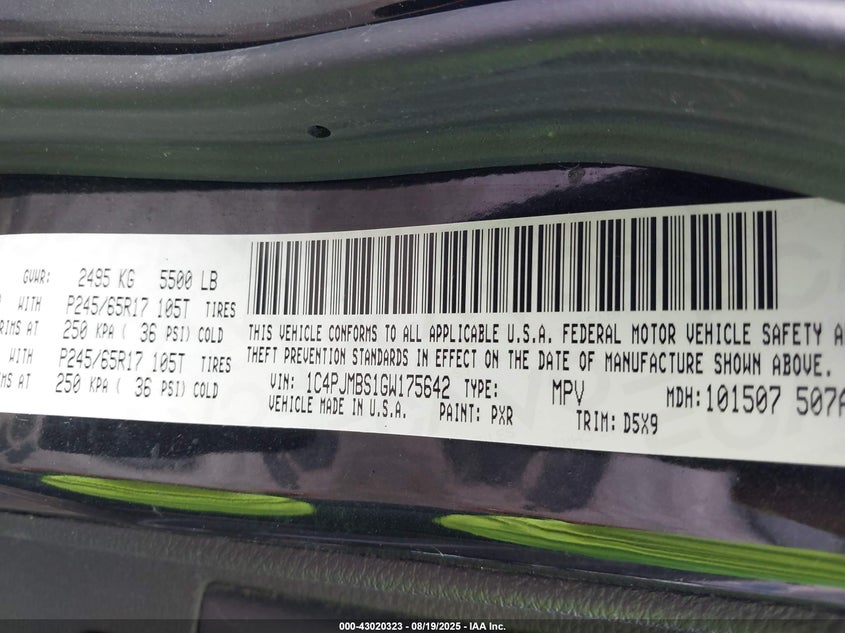 GVWR: 2495 KG 5500 LB
WITH P245/65R17 105T TIRES
RIMS AT 250 KPA ( 36 PSI) COLD
WITH P245/65R17 105T TIRES
MS AT 250 KPA ( 36 PSI) COLD
THIS VEHICLE CONFORMS TO ALL APPLICABLE U.S.A. FEDERAL MOTOR VEHICLE SAFETY A
THEFT PREVENTION STANDARDS IN EFFECT ON THE DATE OF MANUFACTURE SHOWN ABOVE.
VIN: 1C4PJMBS1GW175642 TYPE: MPV MDH: 101507 507A
VEHICLE MADE IN U.S.A. PAINT: PXR TRIM: D5X9
000-43020323 - 08/19/2025 - IAA Inc.